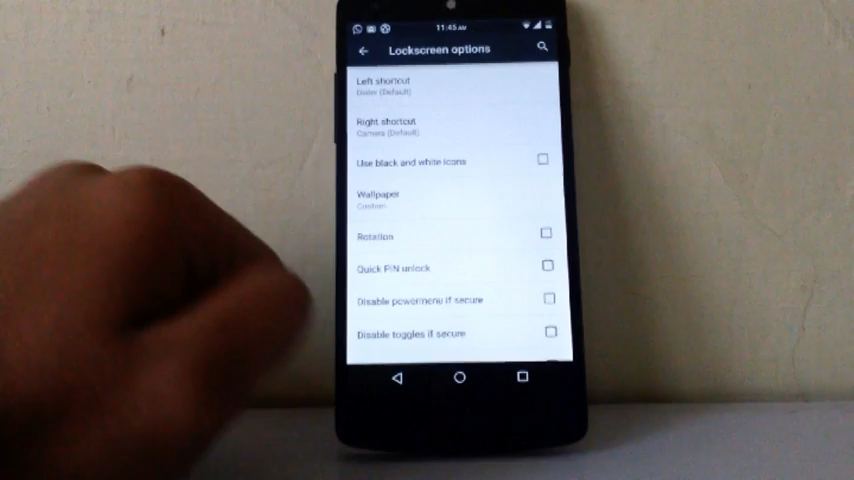 11:45 AM
Lockscreen options
Left shortcut
Dialer (Default)
Right shortcut
Camera (Default)
Use black and white icons
Wallpaper
Custom
Rotation
Quick PIN unlock
Disable powermenu if secure
Disable toggles if secure